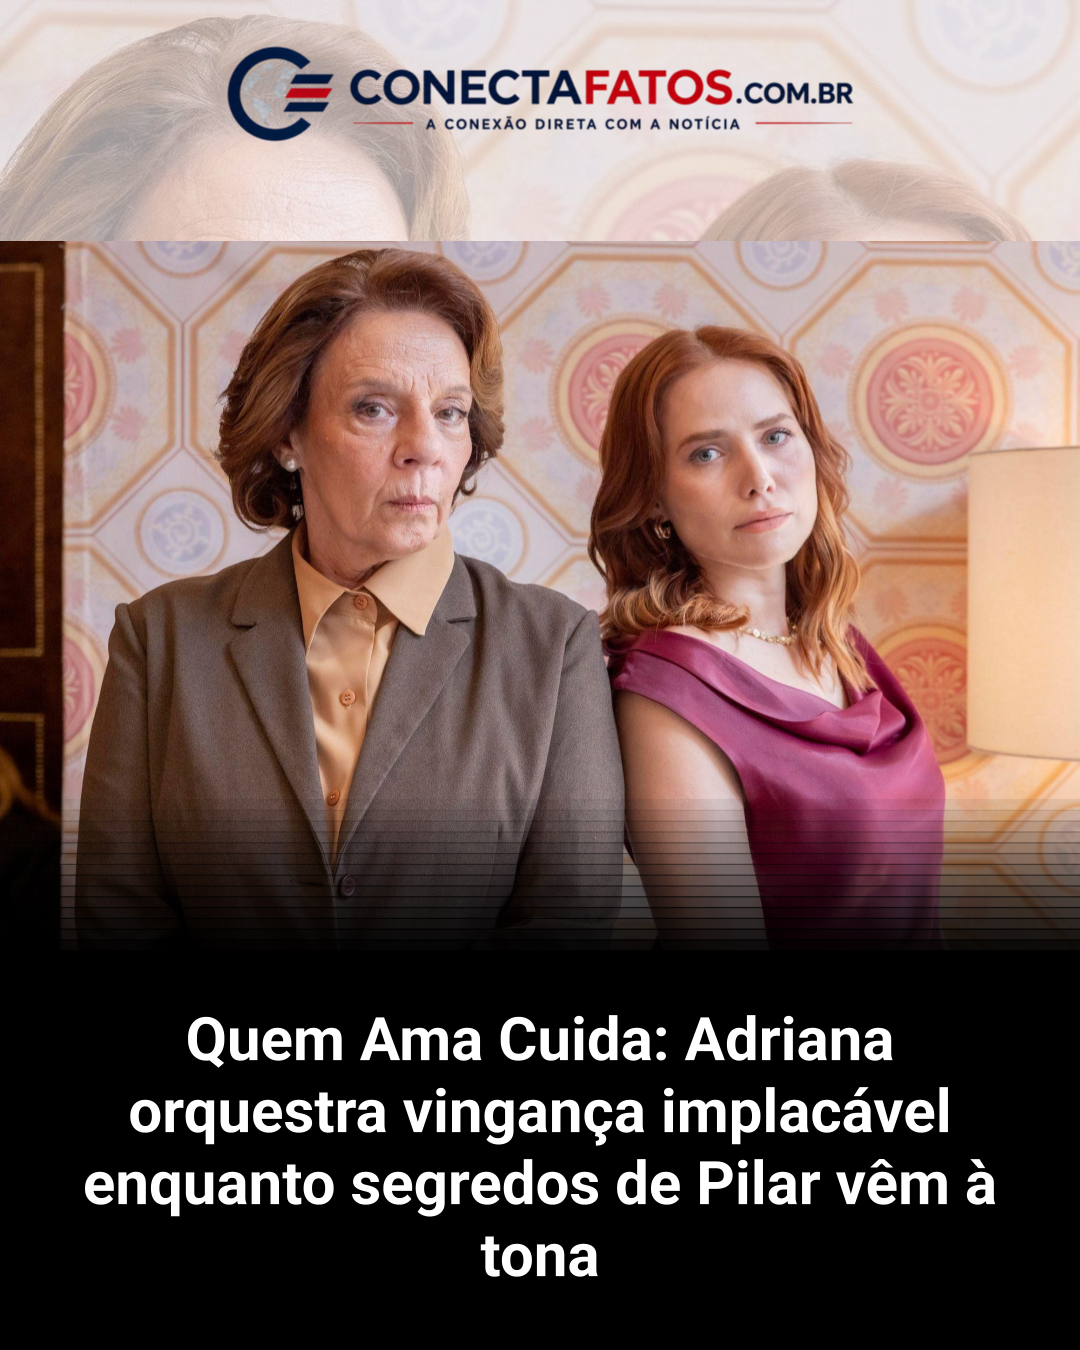 CONECTAFATOS.COM.BR
A CONEXÃO DIRETA COM A NOTÍCIA
Quem Ama Cuida: Adriana
orquestra vingança implacável
enquanto segredos de Pilar vêm à
tona